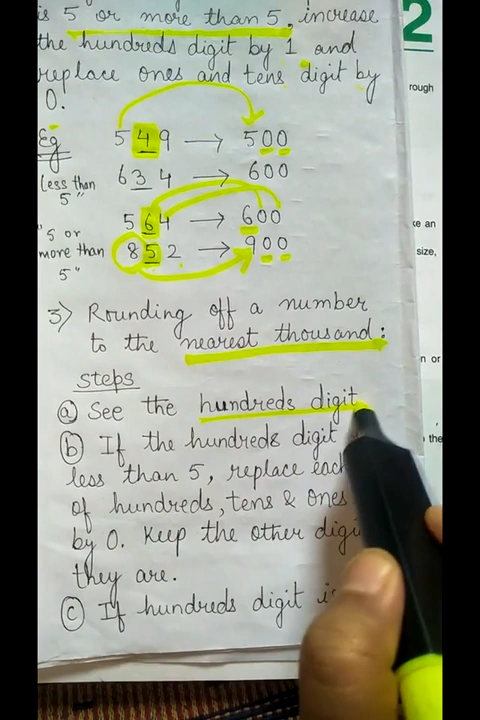 is 5 or more than 5, increase
the hundreds digit by 1 and
replace ones and tens digit by
0.
Eg 549 → 500
less than 5" 634 → 600
564 → 600
"5 or more than 5" 852 → 900
3) Rounding off a number
to the nearest thousand:
steps
(a) See the hundreds digit
(b) If the hundreds digit
less than 5, replace each
of hundreds, tens & ones
by 0. Keep the other
they are.
(c) If hundreds digit is
2
rough
ke an
size,
n or
the